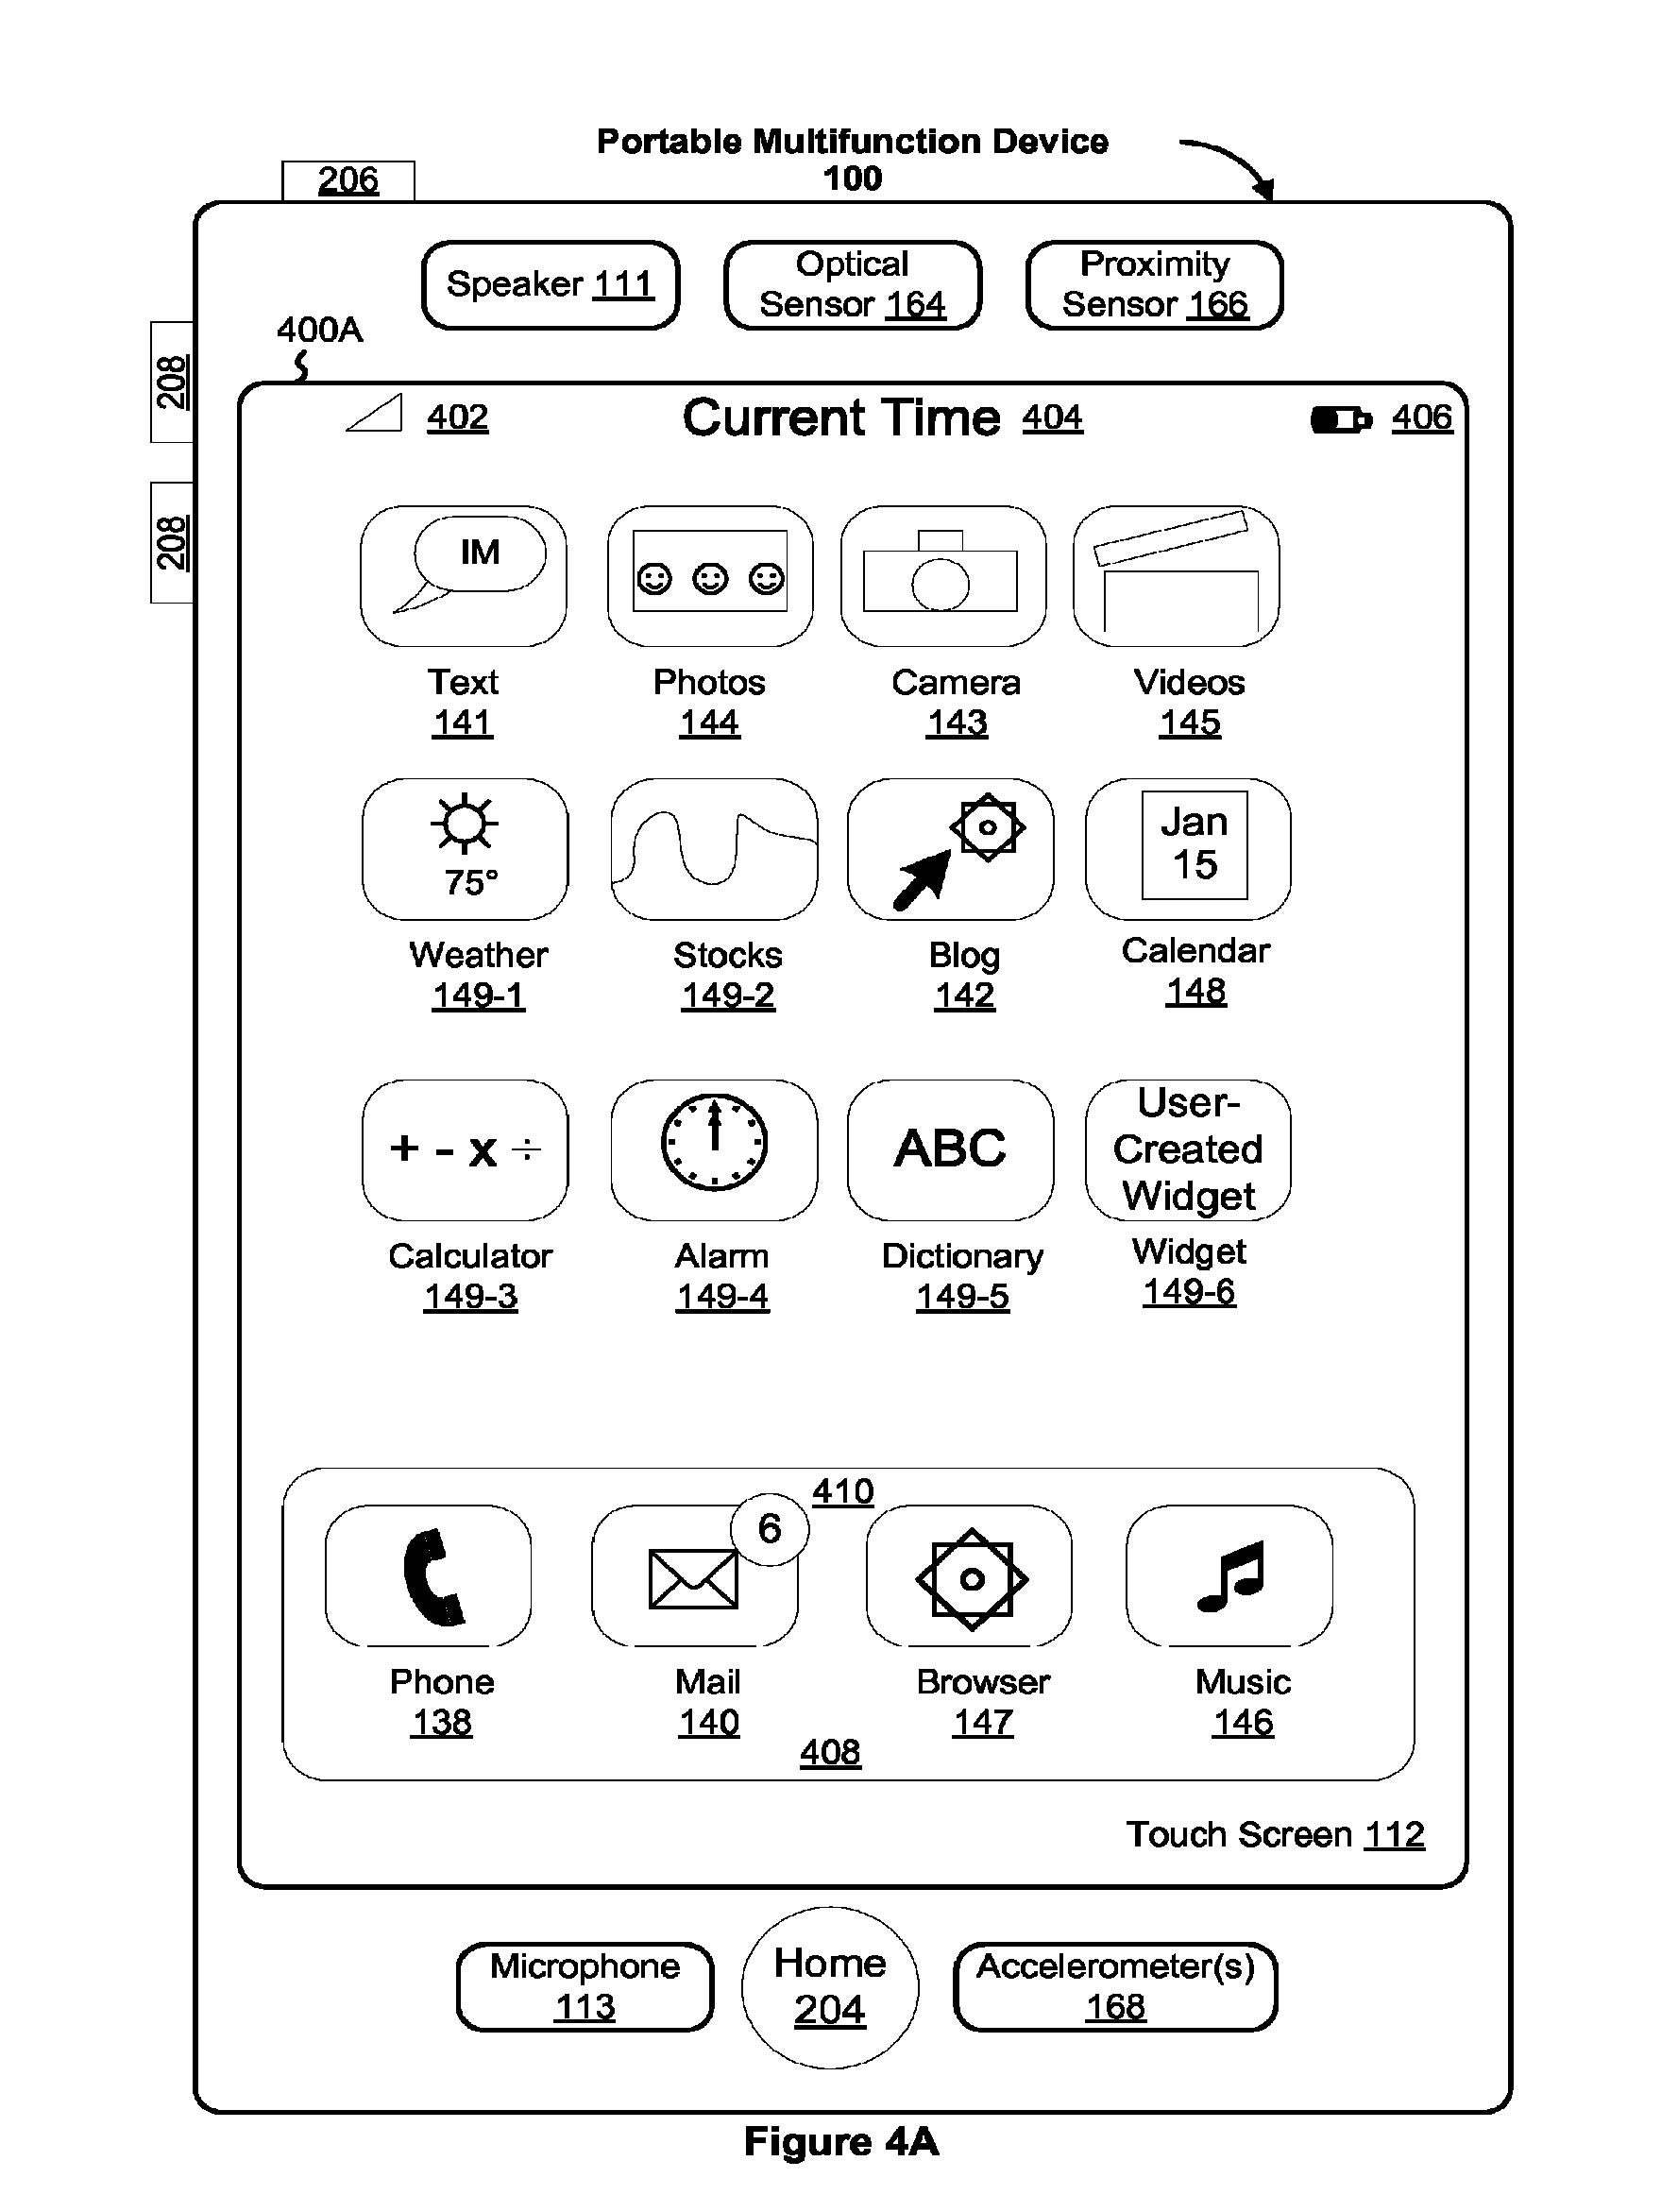 Portable Multifunction Device
100
206
Speaker 111
Optical
Sensor 164
Proximity
Sensor 166
400A
208
208
402
Current Time 404
406
IM
Text
141
Photos
144
Camera
143
Videos
145
75°
Weather
149-1
Stocks
149-2
Blog
142
Jan
15
Calendar
148
+ - x ÷
Calculator
149-3
Alarm
149-4
ABC
Dictionary
149-5
User-
Created
Widget
Widget
149-6
410
6
Phone
138
Mail
140
Browser
147
Music
146
408
Touch Screen 112
Microphone
113
Home
204
Accelerometer(s)
168
Figure 4A